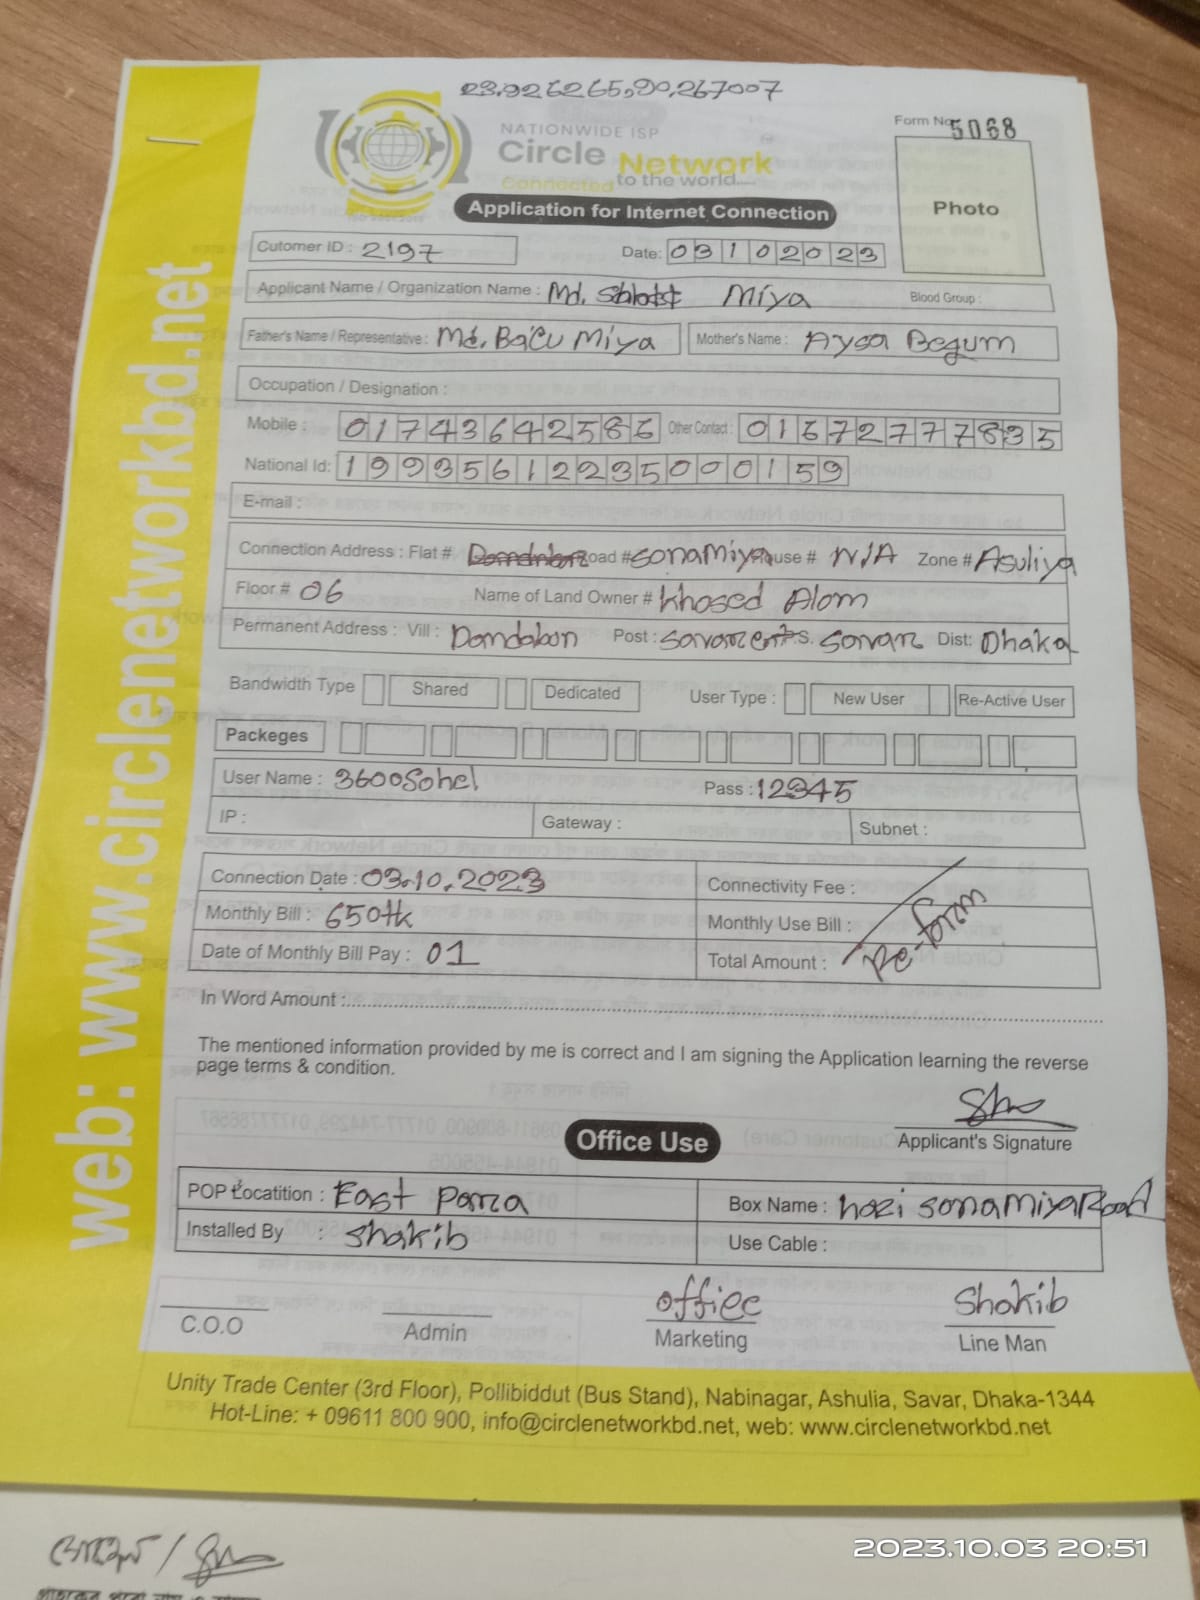 23.926265,90,267007
NATIONWIDE ISP
Circle Network
Connected to the world....
Form No. 5068
Photo
Application for Internet Connection
Cutomer ID : 2197 Date: 03102023
Applicant Name / Organization Name : Md. Miya Blood Group :
Father's Name / Representative : Md. Bacu Miya Mother's Name : Aysa Begum
Occupation / Designation :
Mobile : 01743642586 Other Contact : 01672777835
National Id: 19935612235000159
E-mail :
Connection Address : Flat # Road # sonamiya House # N/A Zone # Asuliya
Floor # 06 Name of Land Owner # Khosed Alom
Permanent Address : Vill : Dandabon Post : savarcent P.S. Savar Dist: Dhaka
Bandwidth Type Shared Dedicated User Type : New User Re-Active User
Packeges
User Name : 3600Sohel Pass : 12345
IP : Gateway : Subnet :
Connection Date : 03.10.2023 Connectivity Fee :
Monthly Bill : 650tk Monthly Use Bill :
Date of Monthly Bill Pay : 01 Total Amount : Re-form
In Word Amount :
The mentioned information provided by me is correct and I am signing the Application learning the reverse
page terms & condition.
Applicant's Signature
Office Use
POP Locatition : East Parra Box Name : hazi sonamiya Road
Installed By : Shakib Use Cable :
office Shakib
C.O.O Admin Marketing Line Man
Unity Trade Center (3rd Floor), Pollibiddut (Bus Stand), Nabinagar, Ashulia, Savar, Dhaka-1344
Hot-Line: + 09611 800 900, info@circlenetworkbd.net, web: www.circlenetworkbd.net
web: www.circlenetworkbd.net
2023.10.03 20:51